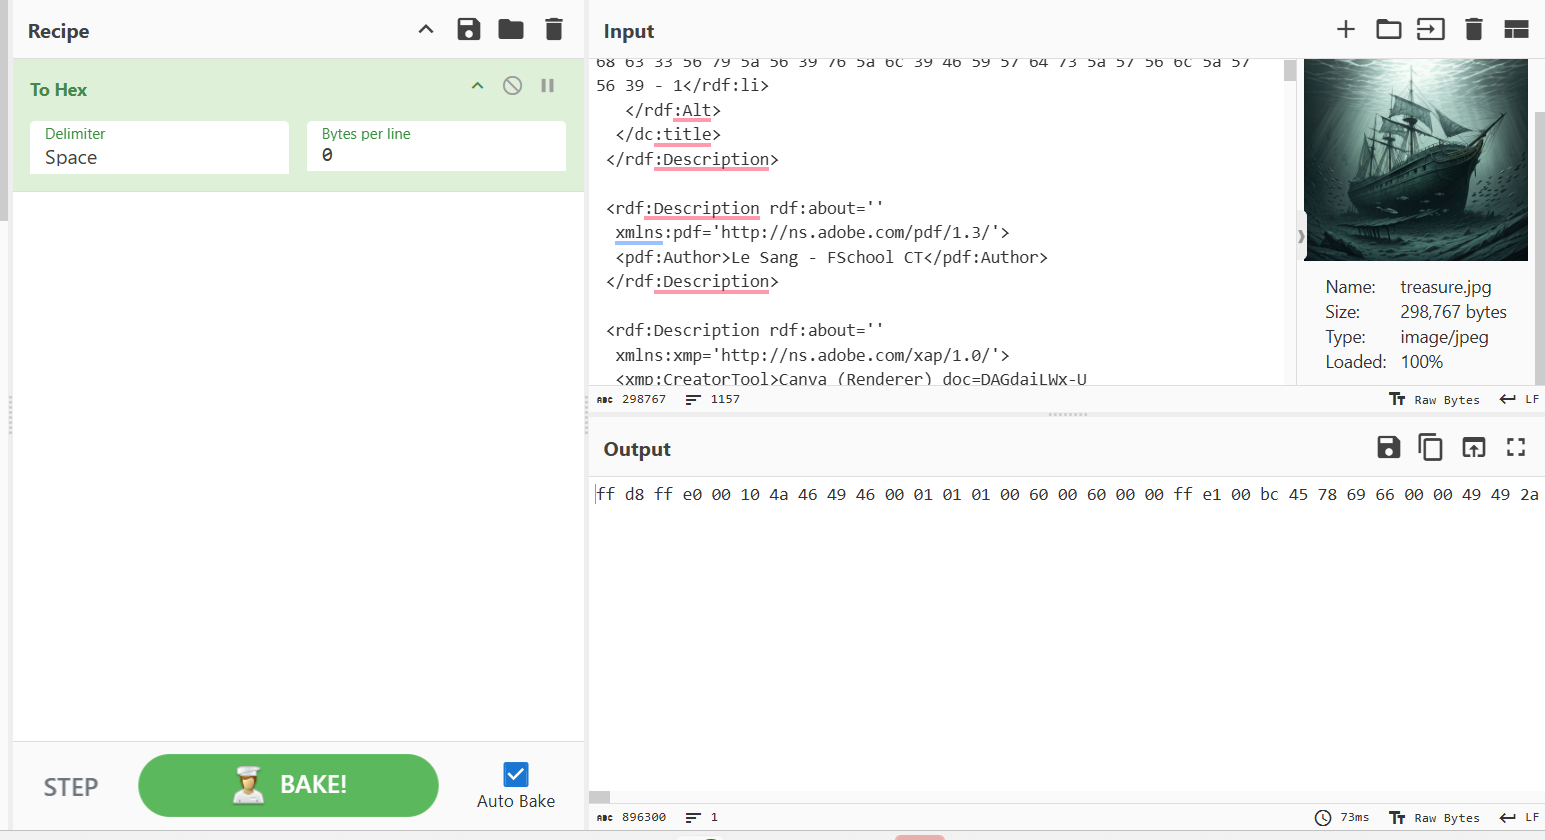 Recipe
To Hex
Delimiter
Space
Bytes per line
0
STEP
BAKE!
Auto Bake
Input
68 63 33 56 79 5a 56 39 76 5a 6c 39 46 59 57 64 73 5a 57 56 6c 5a 57
56 39 - 1</rdf:li>
</rdf:Alt>
</dc:title>
</rdf:Description>
<rdf:Description rdf:about=''
xmlns:pdf='http://ns.adobe.com/pdf/1.3/'>
<pdf:Author>Le Sang - FSchool CT</pdf:Author>
</rdf:Description>
<rdf:Description rdf:about=''
xmlns:xmp='http://ns.adobe.com/xap/1.0/'>
<xmp:CreatorTool>Canva (Renderer) doc=DAGdaiLWx-U
Name: treasure.jpg
Size: 298,767 bytes
Type: image/jpeg
Loaded: 100%
ABC 298767 1157 Raw Bytes LF
Output
ff d8 ff e0 00 10 4a 46 49 46 00 01 01 01 00 60 00 60 00 00 ff e1 00 bc 45 78 69 66 00 00 49 49 2a
ABC 896300 1 73ms Raw Bytes LF